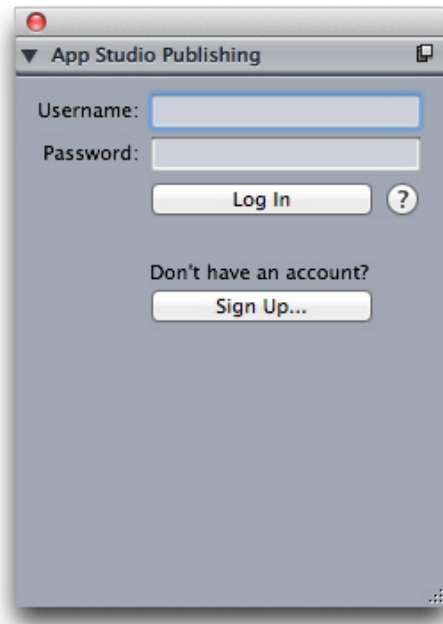 App Studio Publishing
Username:
Password:
Log In
?
Don't have an account?
Sign Up...